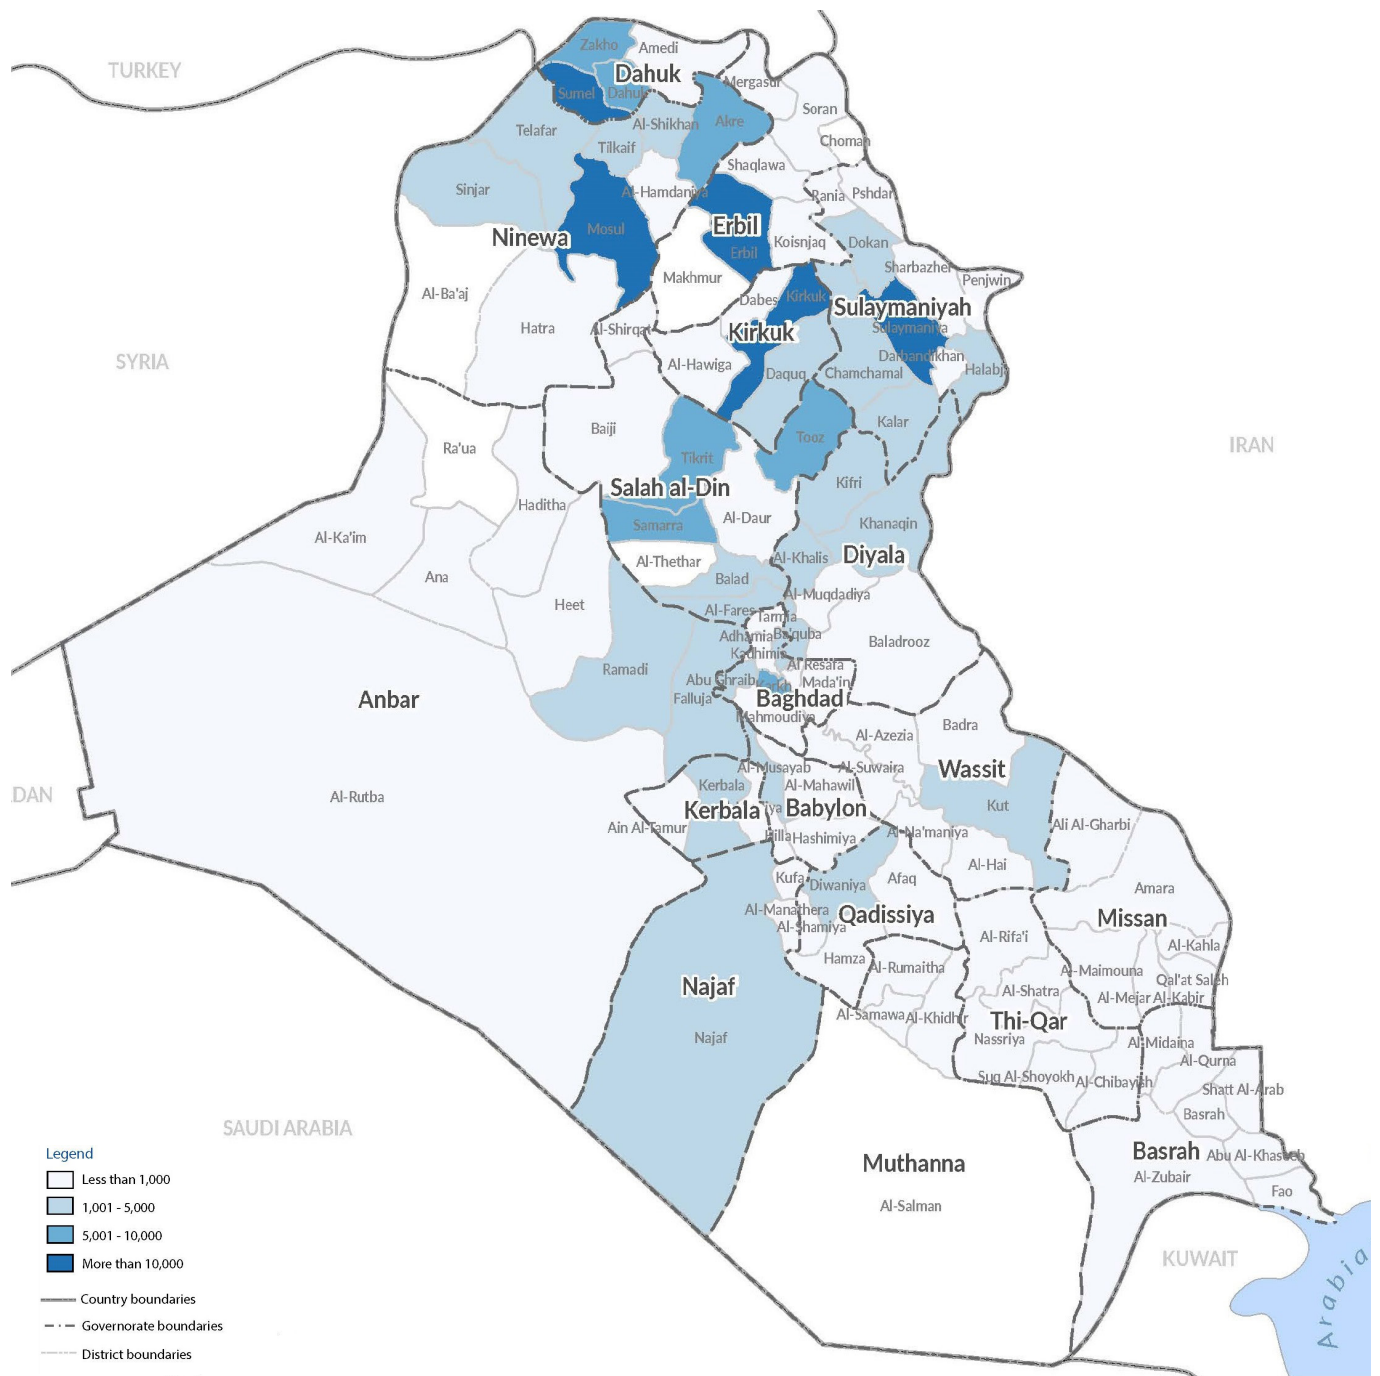 TURKEY
Zakho
Amedi
Dahuk
Sumel
Dahuk
Mergasur
Soran
Choman
Akre
Al-Shikhan
Telafar
Tilkaif
Shaqlawa
Sinjar
Al-Hamdaniya
Rania
Pshdar
Mosul
Ninewa
Erbil
Erbil
Koisnjaq
Dokan
Makhmur
Sharbazher
Penjwin
Al-Ba'aj
Dabes
Kirkuk
Sulaymaniyah
Hatra
Al-Shirqat
Kirkuk
Sulaymaniya
SYRIA
Al-Hawiga
Daquq
Chamchamal
Darbandikhan
Halabja
Baiji
Tooz
Kalar
IRAN
Ra'ua
Tikrit
Kifri
Salah al-Din
Haditha
Samarra
Al-Daur
Khanaqin
Al-Ka'im
Al-Thethar
Al-Khalis
Diyala
Ana
Balad
Al-Muqdadiya
Heet
Al-Fares
Tarmia
Adhamia
Ba'quba
Baladrooz
Kadhimia
Al Resafa
Ramadi
Abu Ghraib
Karkh
Mada'in
Falluja
Baghdad
Anbar
Mahmoudiya
Al-Azezia
Badra
Al-Musayab
Al-Suwaira
Wassit
Al-Rutba
Kerbala
Al-Mahawil
DAN
Kerbala
iya
Babylon
Kut
Ain Al-Tamur
Hilla
Hashimiya
Al-Na'maniya
Ali Al-Gharbi
Al-Hai
Kufa
Diwaniya
Afaq
Amara
Al-Manathera
Qadissiya
Missan
Al-Shamiya
Al-Rifa'i
Al-Kahla
Hamza
Al-Rumaitha
Al-Maimouna
Qal'at Saleh
Najaf
Al-Shatra
Al-Mejar Al-Kabir
Al-Samawa
Al-Khidhir
Thi-Qar
Najaf
Nassriya
Al-Midaina
Al-Qurna
Suq Al-Shoyokh
Al-Chibayish
Shatt Al-Arab
Basrah
SAUDI ARABIA
Muthanna
Basrah
Abu Al-Khaseeb
Al-Zubair
Al-Salman
Fao
KUWAIT
Arabia
Legend
Less than 1,000
1,001 - 5,000
5,001 - 10,000
More than 10,000
Country boundaries
Governorate boundaries
District boundaries